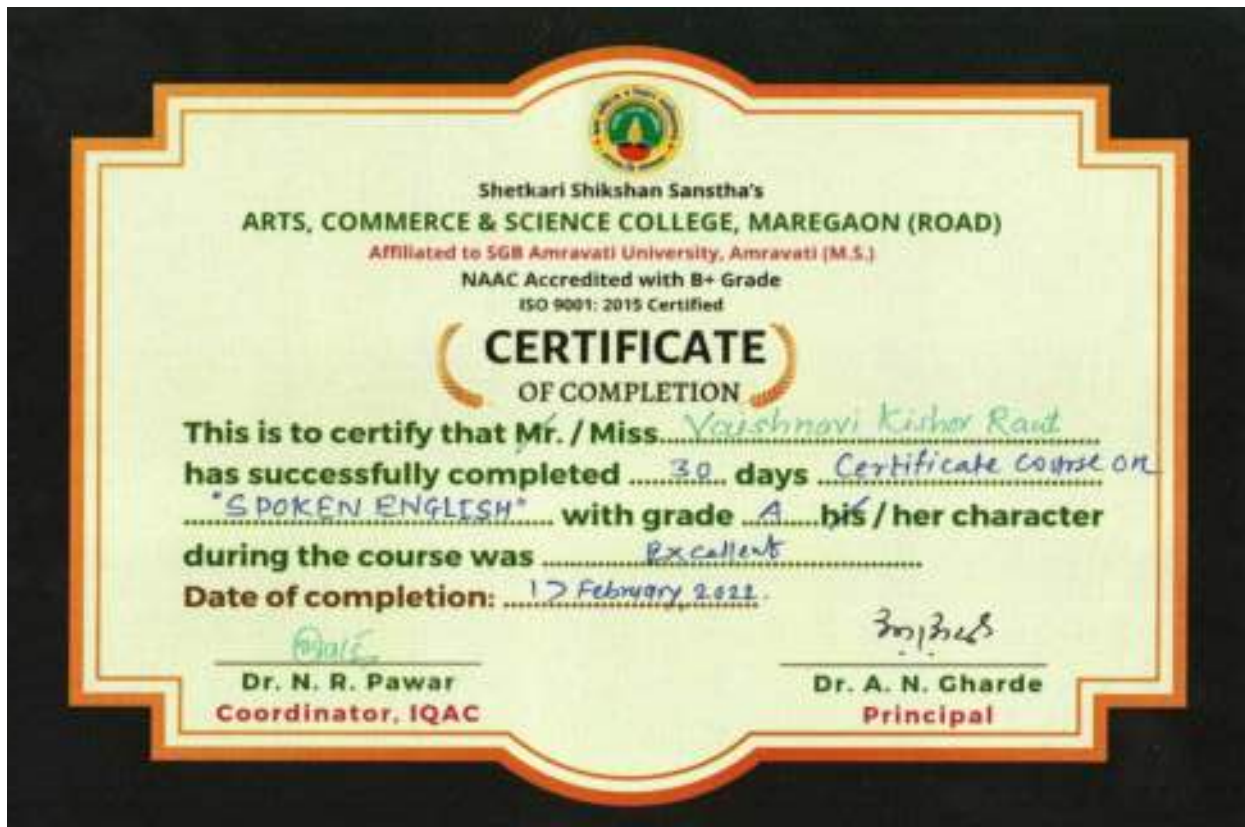 Shetkari Shikshan Sanstha's
ARTS, COMMERCE & SCIENCE COLLEGE, MAREGAON (ROAD)
Affiliated to SGB Amravati University, Amravati (M.S.)
NAAC Accredited with B+ Grade
ISO 9001: 2015 Certified
CERTIFICATE
OF COMPLETION
This is to certify that Mr. / Miss Vaishnavi Kishor Raut
has successfully completed 30 days Certificate course on
"SPOKEN ENGLISH" with grade A his / her character
during the course was Excellent
Date of completion: 17 February 2022.
Dr. N. R. Pawar
Dr. A. N. Gharde
Coordinator, IQAC
Principal